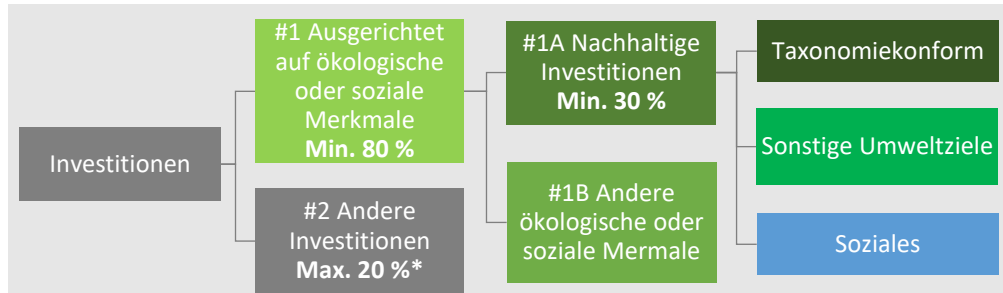 Investitionen
#1 Ausgerichtet
auf ökologische
oder soziale
Merkmale
Min. 80 %
#2 Andere
Investitionen
Max. 20 %*
#1A Nachhaltige
Investitionen
Min. 30 %
#1B Andere
ökologische oder
soziale Mermale
Taxonomiekonform
Sonstige Umweltziele
Soziales